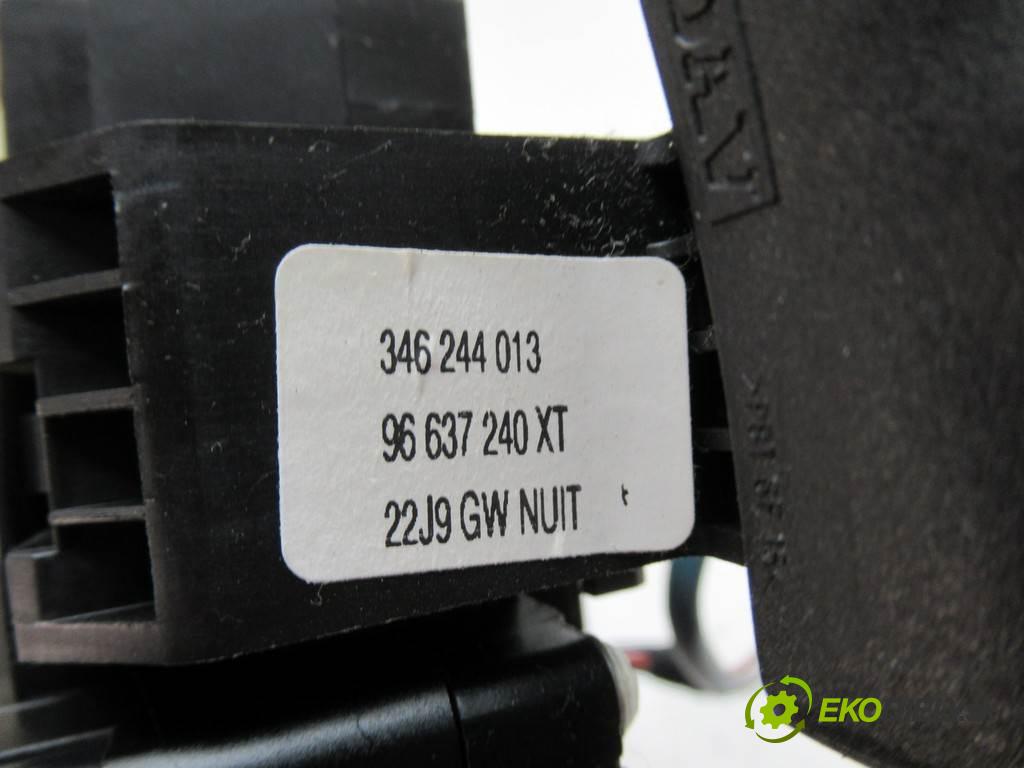 346 244 013
96 637 240 XT
22J9 GW NUIT
EKO